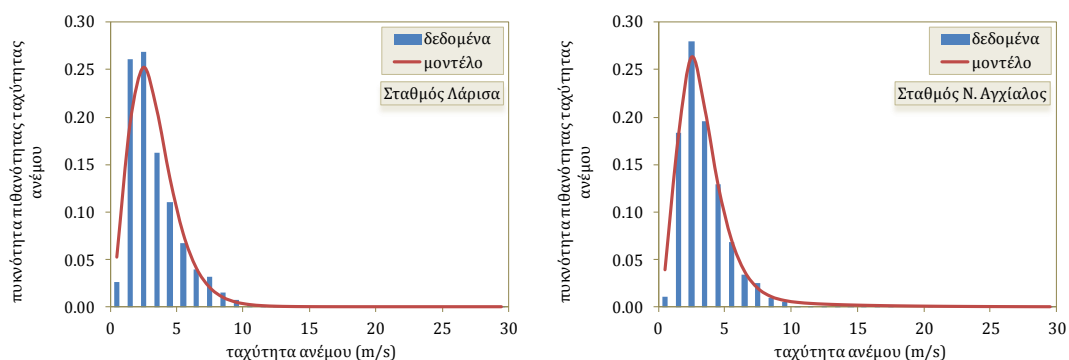 πυκνότητα πιθανότητας ταχύτητας
ανέμου
0.30
0.25
0.20
0.15
0.10
0.05
0.00
0 5 10 15 20 25 30
ταχύτητα ανέμου (m/s)
δεδομένα
μοντέλο
Σταθμός Λάρισα
πυκνότητα πιθανότητας ταχύτητας
ανέμου
0.30
0.25
0.20
0.15
0.10
0.05
0.00
0 5 10 15 20 25 30
ταχύτητα ανέμου (m/s)
δεδομένα
μοντέλο
Σταθμός Ν. Αγχίαλος